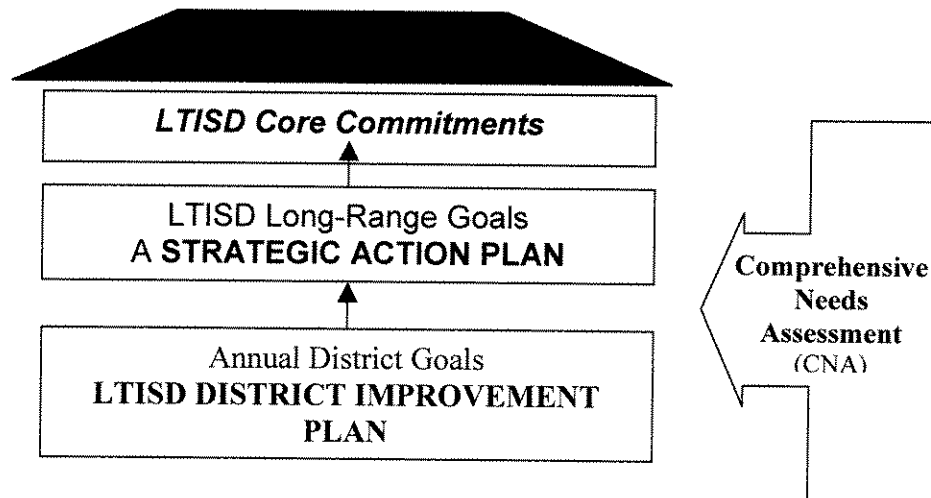 LTISD Core Commitments
LTISD Long-Range Goals
A STRATEGIC ACTION PLAN
Annual District Goals
LTISD DISTRICT IMPROVEMENT
PLAN
Comprehensive
Needs
Assessment
(CNA)